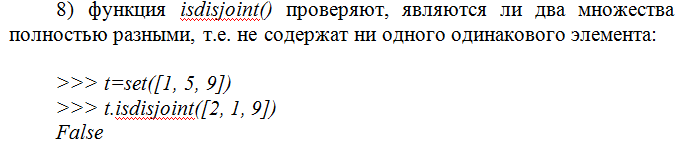 8) функция isdisjoint() проверяют, являются ли два множества
полностью разными, т.е. не содержат ни одного одинакового элемента:
>>> t=set([1, 5, 9])
>>> t.isdisjoint([2, 1, 9])
False